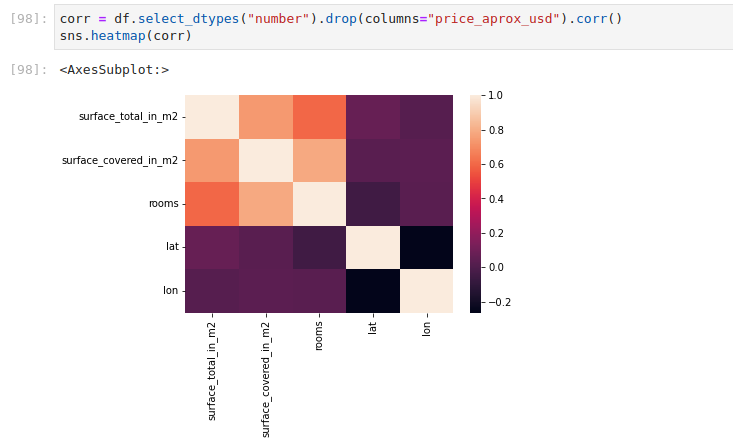 [98]: corr = df.select_dtypes("number").drop(columns="price_aprox_usd").corr()
sns.heatmap(corr)
[98]: <AxesSubplot:>
surface_total_in_m2
surface_covered_in_m2
rooms
lat
lon
1.0
0.8
0.6
0.4
0.2
0.0
−0.2
surface_total_in_m2
surface_covered_in_m2
rooms
lat
lon